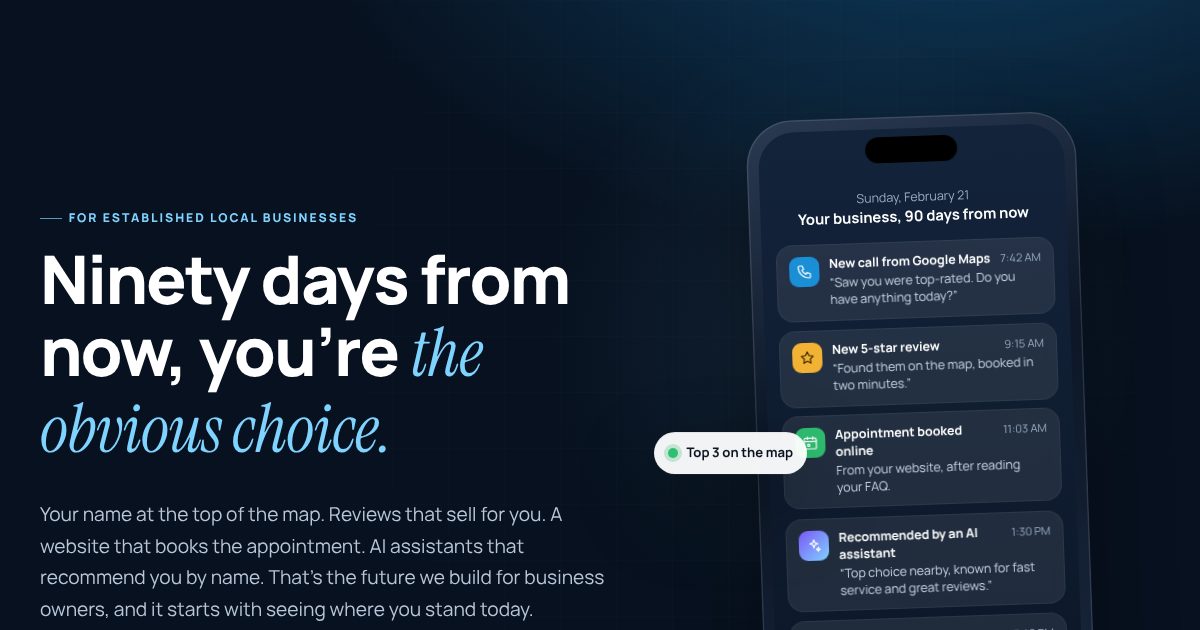 FOR ESTABLISHED LOCAL BUSINESSES
Ninety days from
now, you’re the
obvious choice.
Your name at the top of the map. Reviews that sell for you. A
website that books the appointment. AI assistants that
recommend you by name. That’s the future we build for business
owners, and it starts with seeing where you stand today.
Sunday, February 21
Your business, 90 days from now
New call from Google Maps 7:42 AM
“Saw you were top-rated. Do you
have anything today?”
New 5-star review 9:15 AM
“Found them on the map, booked in
two minutes.”
Top 3 on the map
Appointment booked 11:03 AM
online
From your website, after reading
your FAQ.
Recommended by an AI 1:30 PM
assistant
“Top choice nearby, known for fast
service and great reviews.”